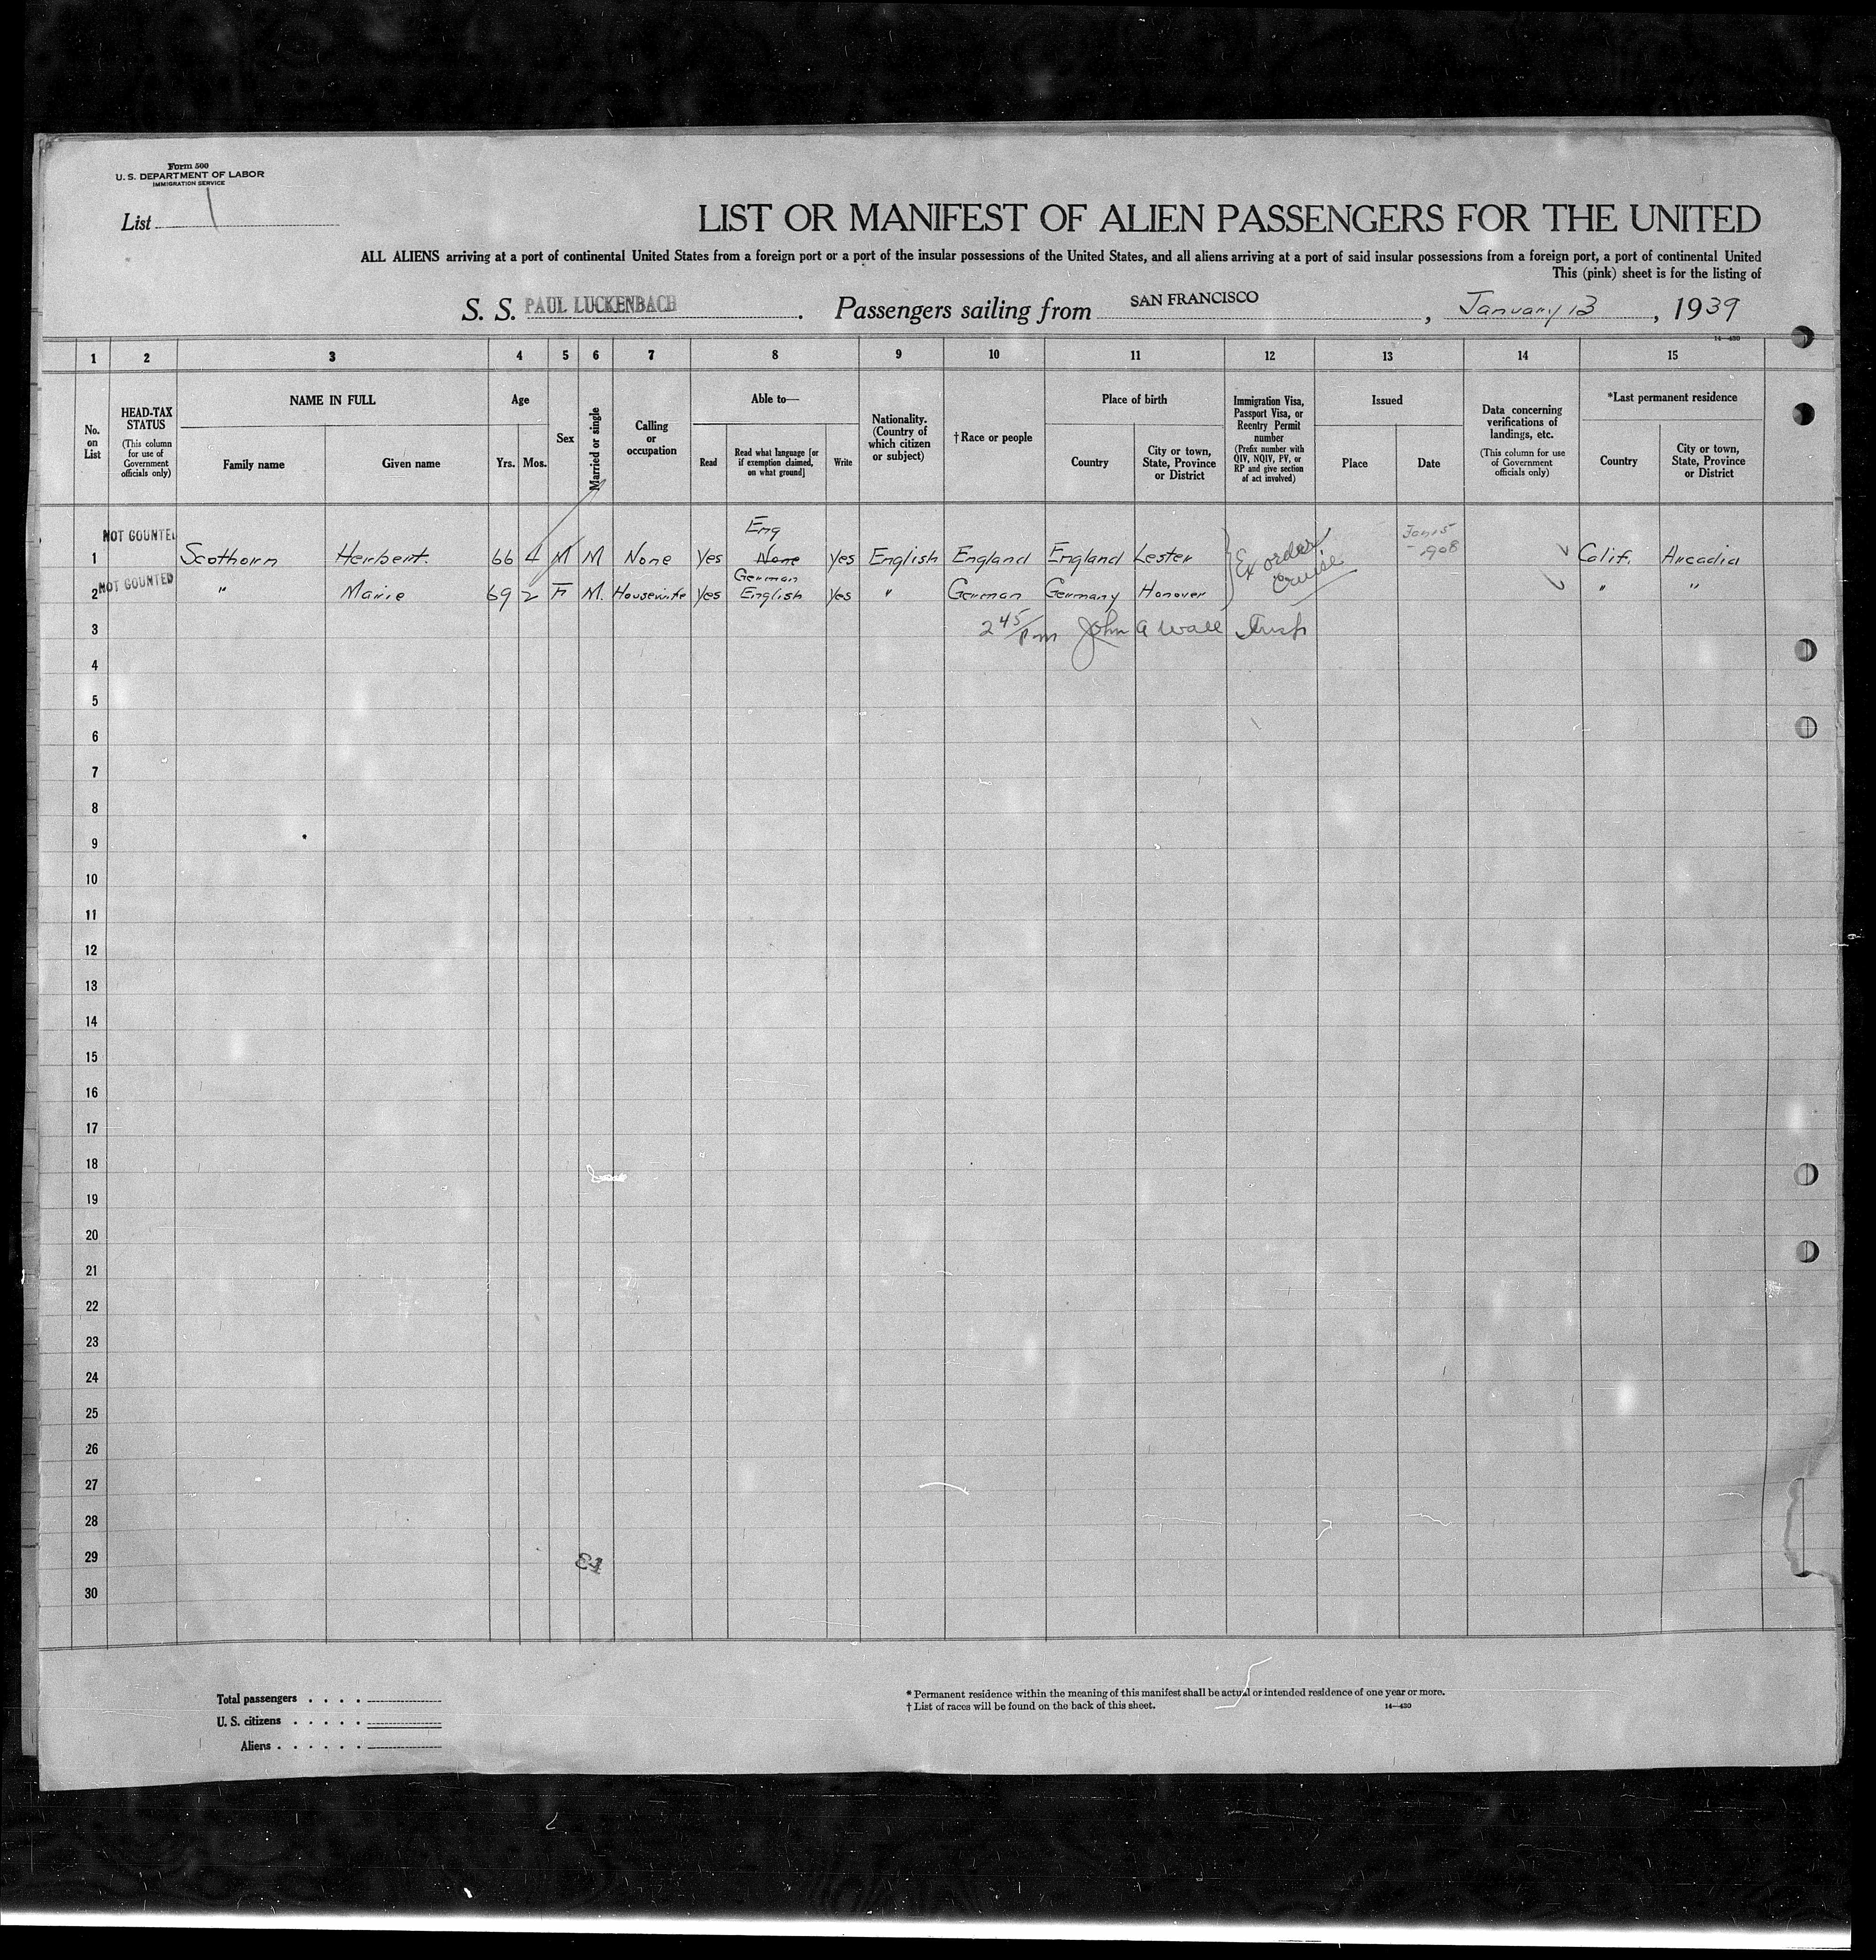 Form 500
U. S. DEPARTMENT OF LABOR
IMMIGRATION SERVICE
List 1
LIST OR MANIFEST OF ALIEN PASSENGERS FOR THE UNITED
ALL ALIENS arriving at a port of continental United States from a foreign port or a port of the insular possessions of the United States, and all aliens arriving at a port of said insular possessions from a foreign port, a port of continental United
This (pink) sheet is for the listing of
S. S. PAUL LUCKENBACH . Passengers sailing from SAN FRANCISCO , January 13 , 1939
14—430
1 2 3 4 5 6 7 8 9 10 11 12 13 14 15
No. on List
HEAD-TAX STATUS
(This column for use of Government officials only)
NAME IN FULL
Family name Given name
Age
Yrs. Mos.
Sex
Married or single
Calling or occupation
Able to—
Read Read what language [or if exemption claimed, on what ground] Write
Nationality. (Country of which citizen or subject)
†Race or people
Place of birth
Country City or town, State, Province or District
Immigration Visa, Passport Visa, or Reentry Permit number
(Prefix number with QIV, NQIV, PV, or RP and give section of act involved)
Issued
Place Date
Data concerning verifications of landings, etc.
(This column for use of Government officials only)
*Last permanent residence
Country City or town, State, Province or District
NOT COUNTED Eng
1 Scothorn Herbert. 66 4 M M None Yes None Yes English England England Lester Ex order cruise 1908 Calif. Arcadia
NOT COUNTED German
2 " Marie 69 2 F M. Housewife Yes English Yes " German Germany Honover " "
3 2 45/pm John A Wall Insp
4
5
6
7
8
9
10
11
12
13
14
15
16
17
18
19
20
21
22
23
24
25
26
27
28
29
30
Total passengers . . . .
U. S. citizens . . . . .
Aliens . . . . . .
* Permanent residence within the meaning of this manifest shall be actual or intended residence of one year or more.
† List of races will be found on the back of this sheet.
14—430